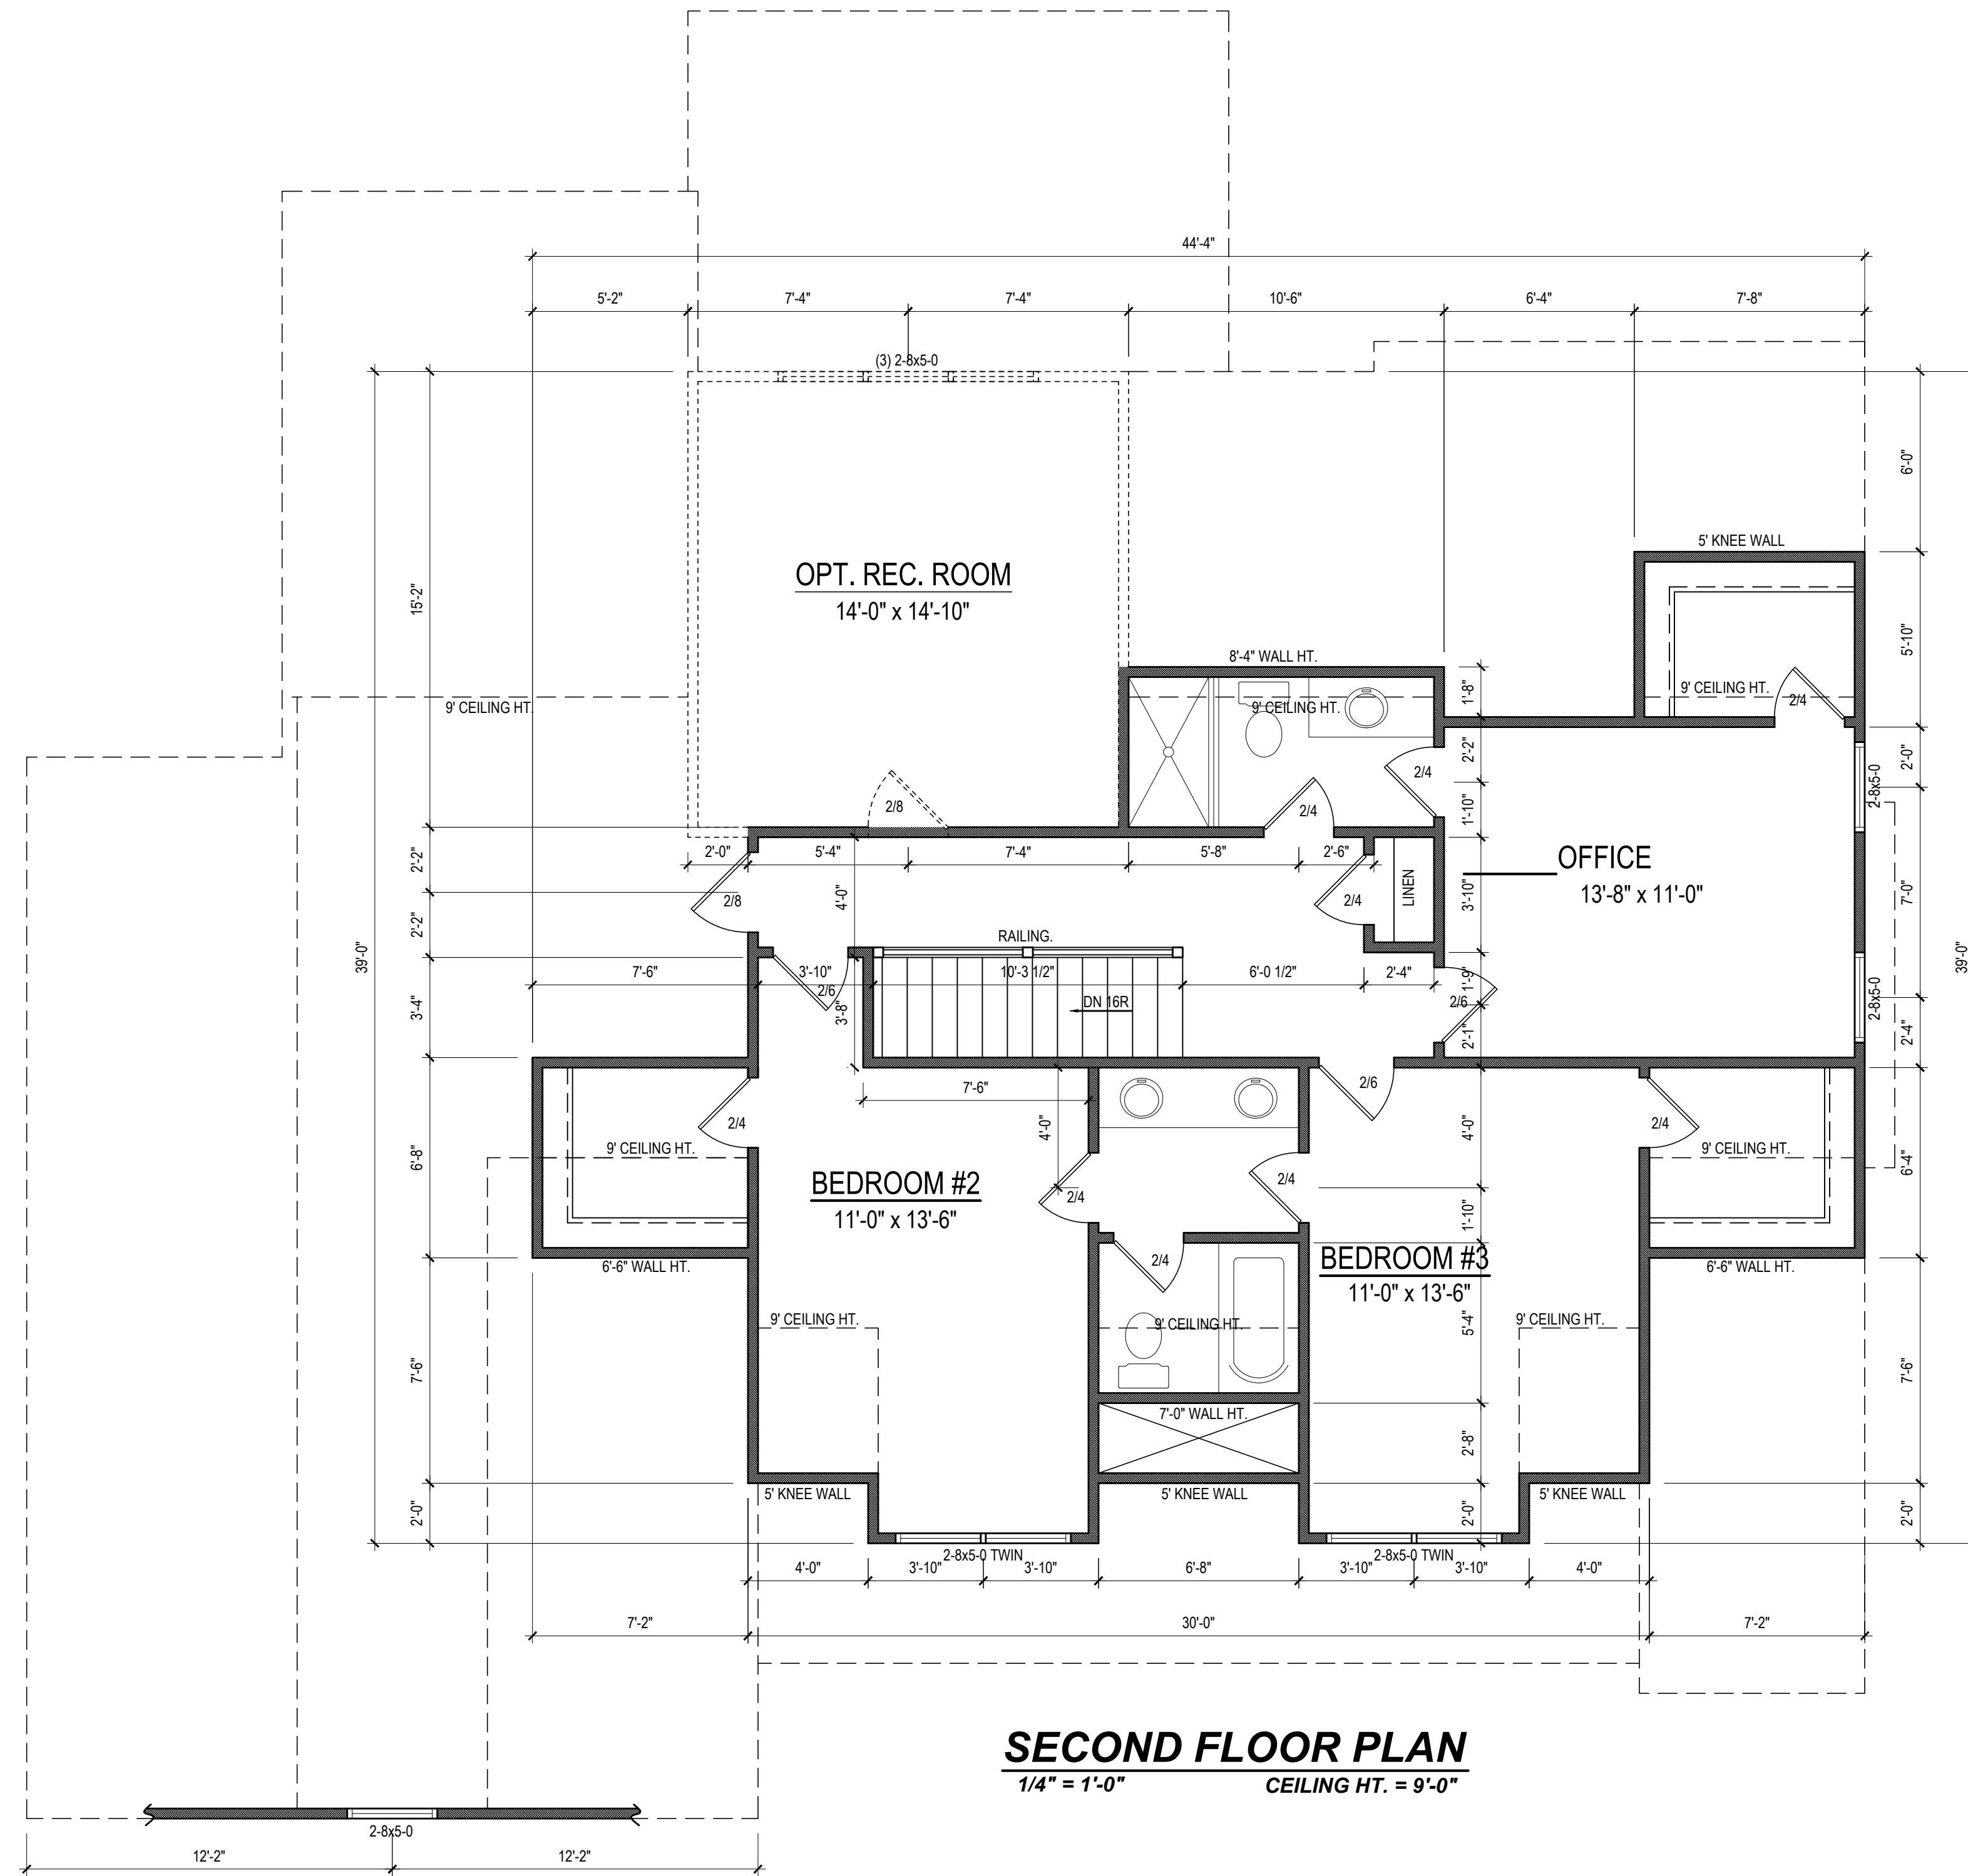 44'-4"
5'-2" 7'-4" 7'-4" 10'-6" 6'-4" 7'-8"
(3) 2-8x5-0
6'-0"
5' KNEE WALL
OPT. REC. ROOM
14'-0" x 14'-10"
15'-2"
5'-10"
8'-4" WALL HT.
9' CEILING HT.
9' CEILING HT.
9' CEILING HT.
1'-8"
2/4
2'-2"
2/4
2'-0"
2-8x5-0
2/8
2/4
1'-10"
2'-0" 5'-4" 7'-4" 5'-8" 2'-6"
OFFICE
13'-8" x 11'-0"
2'-2"
4'-0"
2/8
2/4
LINEN
3'-10"
7'-0"
2'-2"
RAILING.
39'-0"
39'-0"
7'-6" 3'-10" 10'-3 1/2" 6'-0 1/2" 2'-4"
1'-9"
2/6
2/6
DN 16R
3'-8"
3'-4"
2'-1"
2-8x5-0
2'-4"
7'-6"
2/6
2/4
4'-0"
4'-0"
2/4
9' CEILING HT.
9' CEILING HT.
6'-8"
6'-4"
BEDROOM #2
11'-0" x 13'-6"
2/4
2/4
1'-10"
2/4
BEDROOM #3
11'-0" x 13'-6"
6'-6" WALL HT.
6'-6" WALL HT.
9' CEILING HT.
9' CEILING HT.
9' CEILING HT.
5'-4"
7'-6"
7'-6"
7'-0" WALL HT.
2'-8"
5' KNEE WALL
5' KNEE WALL
5' KNEE WALL
2'-0"
2'-0"
2'-0"
2-8x5-0 TWIN
2-8x5-0 TWIN
4'-0" 3'-10" 3'-10" 6'-8" 3'-10" 3'-10" 4'-0"
7'-2" 30'-0" 7'-2"
SECOND FLOOR PLAN
1/4" = 1'-0" CEILING HT. = 9'-0"
2-8x5-0
12'-2" 12'-2"